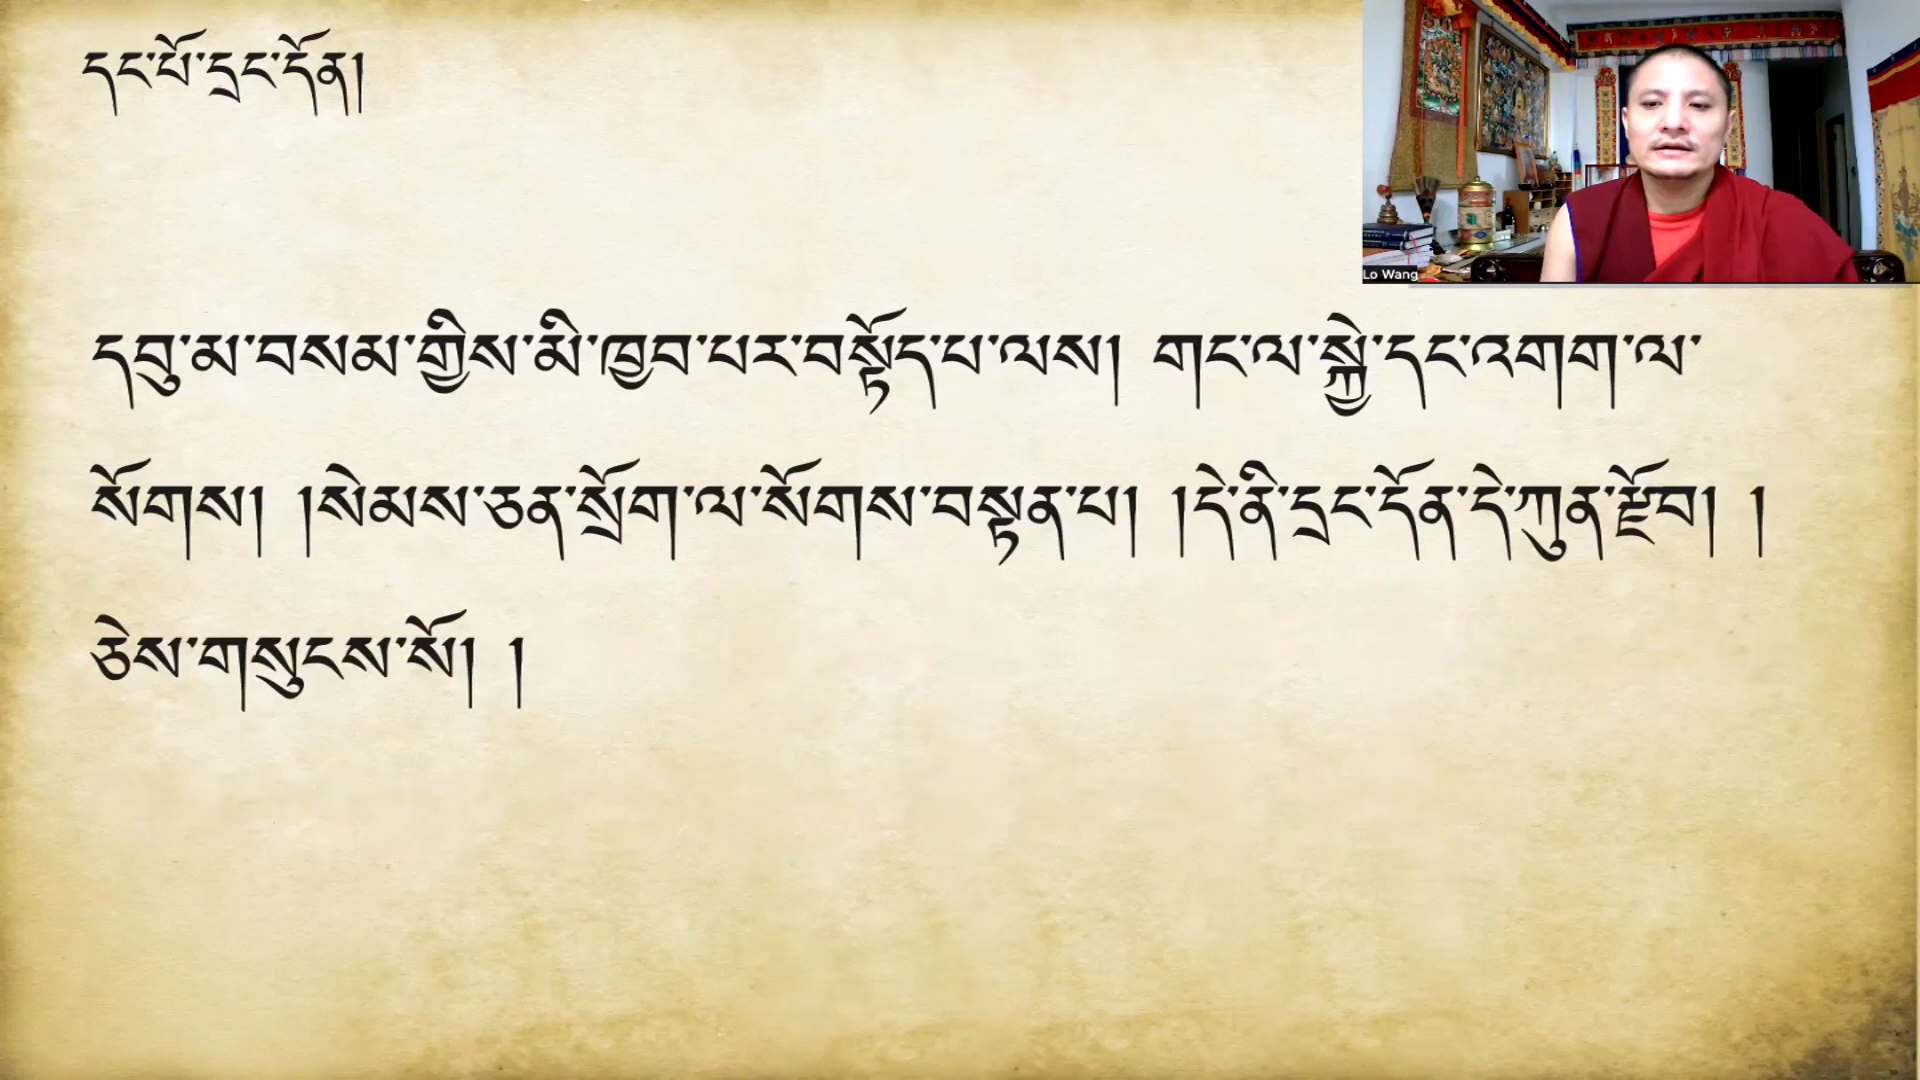 དང་པོ་དྲང་དོན།
Lo Wang
དབུ་མ་བསམ་གྱིས་མི་ཁྱབ་པར་བསྟོད་པ་ལས། གང་ལ་སྐྱེ་དང་འགག་ལ་
སོགས། །སེམས་ཅན་སྲོག་ལ་སོགས་བསྟན་པ། །དེ་ནི་དྲང་དོན་དེ་ཀུན་རྫོབ། །
ཅེས་གསུངས་སོ། །